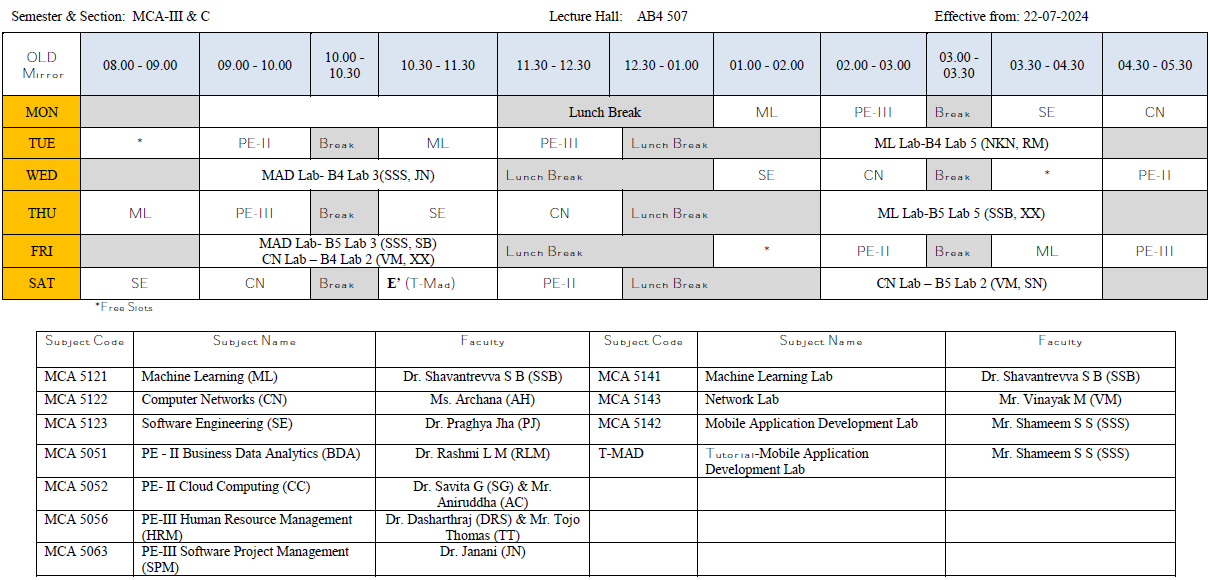 Semester & Section: MCA-III & C Lecture Hall: AB4 507 Effective from: 22-07-2024
OLD Mirror 08.00 - 09.00 09.00 - 10.00 10.00 - 10.30 10.30 - 11.30 11.30 - 12.30 12.30 - 01.00 01.00 - 02.00 02.00 - 03.00 03.00 - 03.30 03.30 - 04.30 04.30 - 05.30
MON Lunch Break ML PE-III Break SE CN
TUE * PE-II Break ML PE-III Lunch Break ML Lab-B4 Lab 5 (NKN, RM)
WED MAD Lab- B4 Lab 3(SSS, JN) Lunch Break SE CN Break * PE-II
THU ML PE-III Break SE CN Lunch Break ML Lab-B5 Lab 5 (SSB, XX)
FRI MAD Lab- B5 Lab 3 (SSS, SB) Lunch Break * PE-II Break ML PE-III
CN Lab – B4 Lab 2 (VM, XX)
SAT SE CN Break E’ (T-Mad) PE-II Lunch Break CN Lab – B5 Lab 2 (VM, SN)
*Free Slots
Subject Code Subject Name Faculty Subject Code Subject Name Faculty
MCA 5121 Machine Learning (ML) Dr. Shavantrevva S B (SSB) MCA 5141 Machine Learning Lab Dr. Shavantrevva S B (SSB)
MCA 5122 Computer Networks (CN) Ms. Archana (AH) MCA 5143 Network Lab Mr. Vinayak M (VM)
MCA 5123 Software Engineering (SE) Dr. Praghya Jha (PJ) MCA 5142 Mobile Application Development Lab Mr. Shameem S S (SSS)
MCA 5051 PE - II Business Data Analytics (BDA) Dr. Rashmi L M (RLM) T-MAD Tutorial-Mobile Application Development Lab Mr. Shameem S S (SSS)
MCA 5052 PE- II Cloud Computing (CC) Dr. Savita G (SG) & Mr. Aniruddha (AC)
MCA 5056 PE-III Human Resource Management (HRM) Dr. Dasharthraj (DRS) & Mr. Tojo Thomas (TT)
MCA 5063 PE-III Software Project Management (SPM) Dr. Janani (JN)